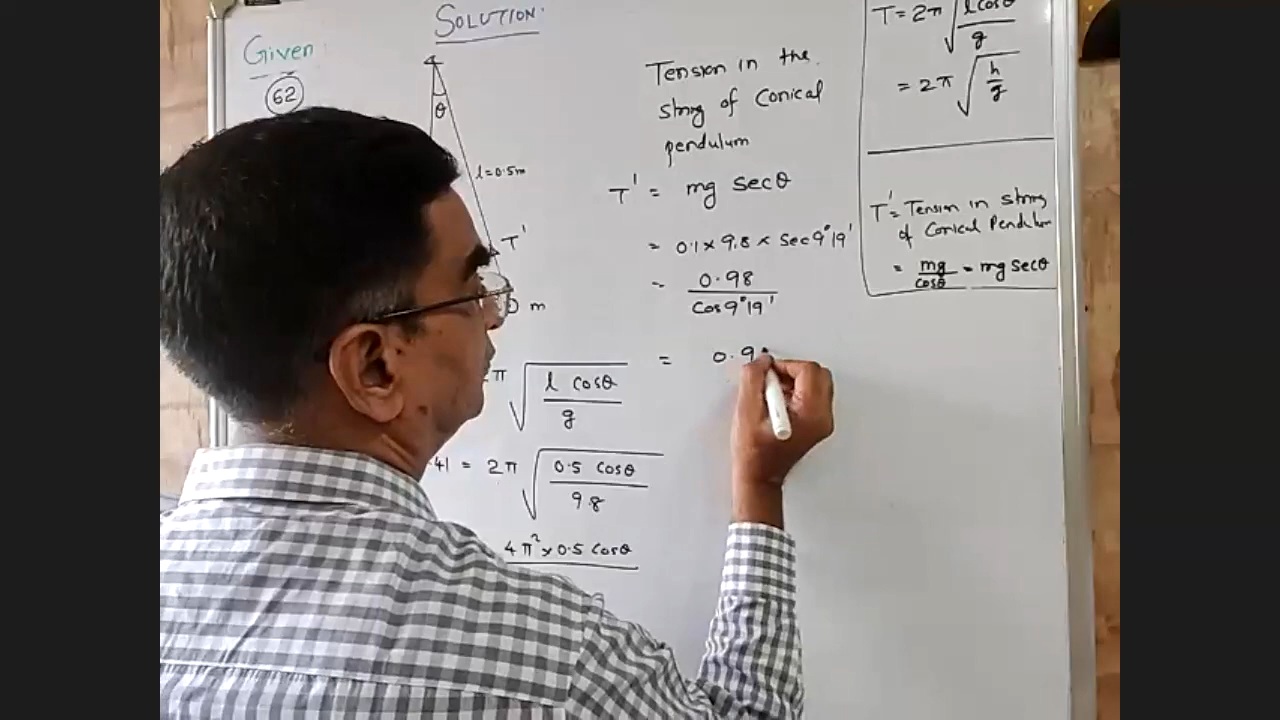 SOLUTION:
Given:
62
θ
l=0.5m
T'
m
π √(l cosθ / g)
.41 = 2π √(0.5 cosθ / 9.8)
4π² × 0.5 cosθ
Tension in the
string of Conical
pendulum
T' = mg secθ
= 0.1 × 9.8 × sec 9°19'
= 0.98 / cos 9°19'
= 0.9
T = 2π √(l cosθ / g)
= 2π √(h / g)
T' = Tension in string
of Conical Pendulum
= mg / cosθ = mg secθ